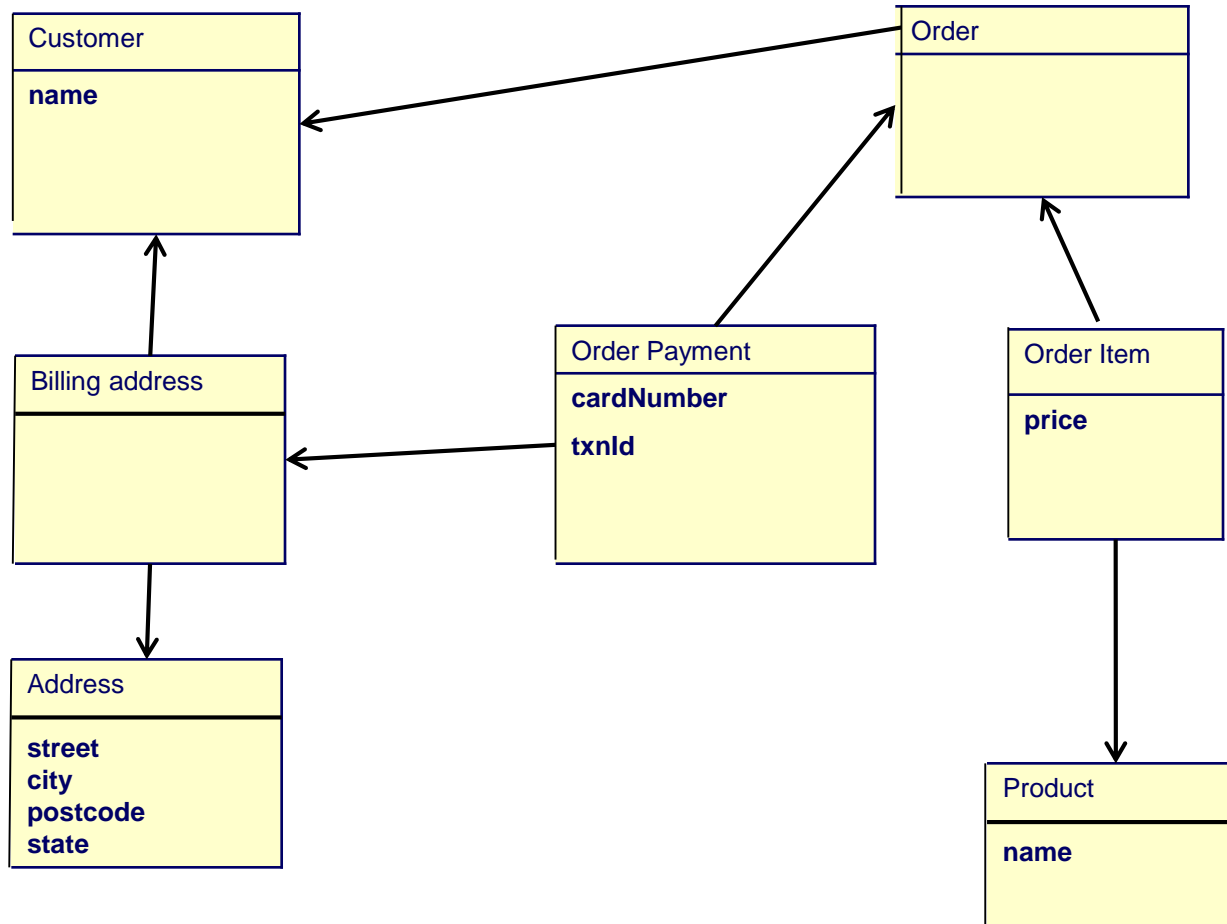 Customer
name
Order
Billing address
Order Payment
cardNumber
txnId
Order Item
price
Address
street
city
postcode
state
Product
name